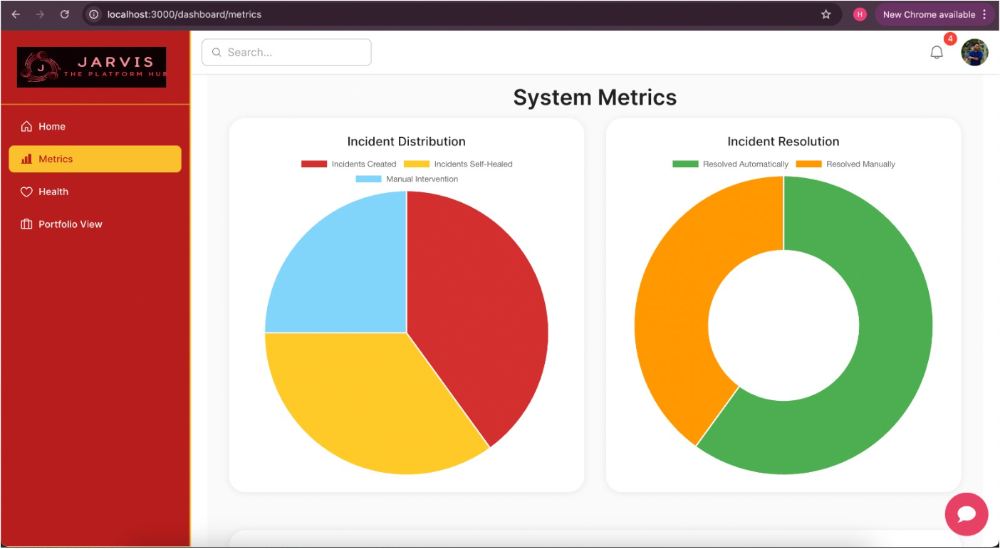 localhost:3000/dashboard/metrics
H
New Chrome available
J
JARVIS
THE PLATFORM HUB
Search...
4
Home
Metrics
Health
Portfolio View
System Metrics
Incident Distribution
Incidents Created
Incidents Self-Healed
Manual Intervention
Incident Resolution
Resolved Automatically
Resolved Manually